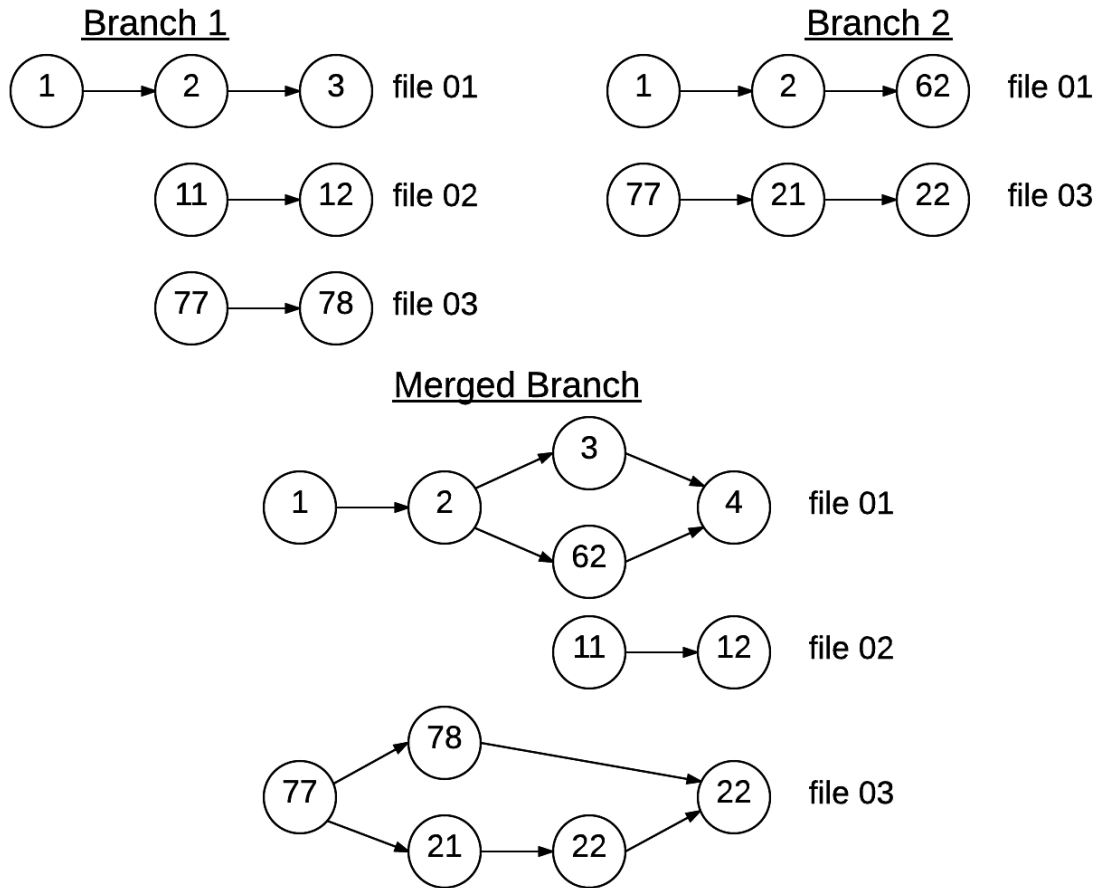 Branch 1
1 2 3 file 01
11 12 file 02
77 78 file 03
Branch 2
1 2 62 file 01
77 21 22 file 03
Merged Branch
3
1 2 4 file 01
62
11 12 file 02
78
77 22 file 03
21 22